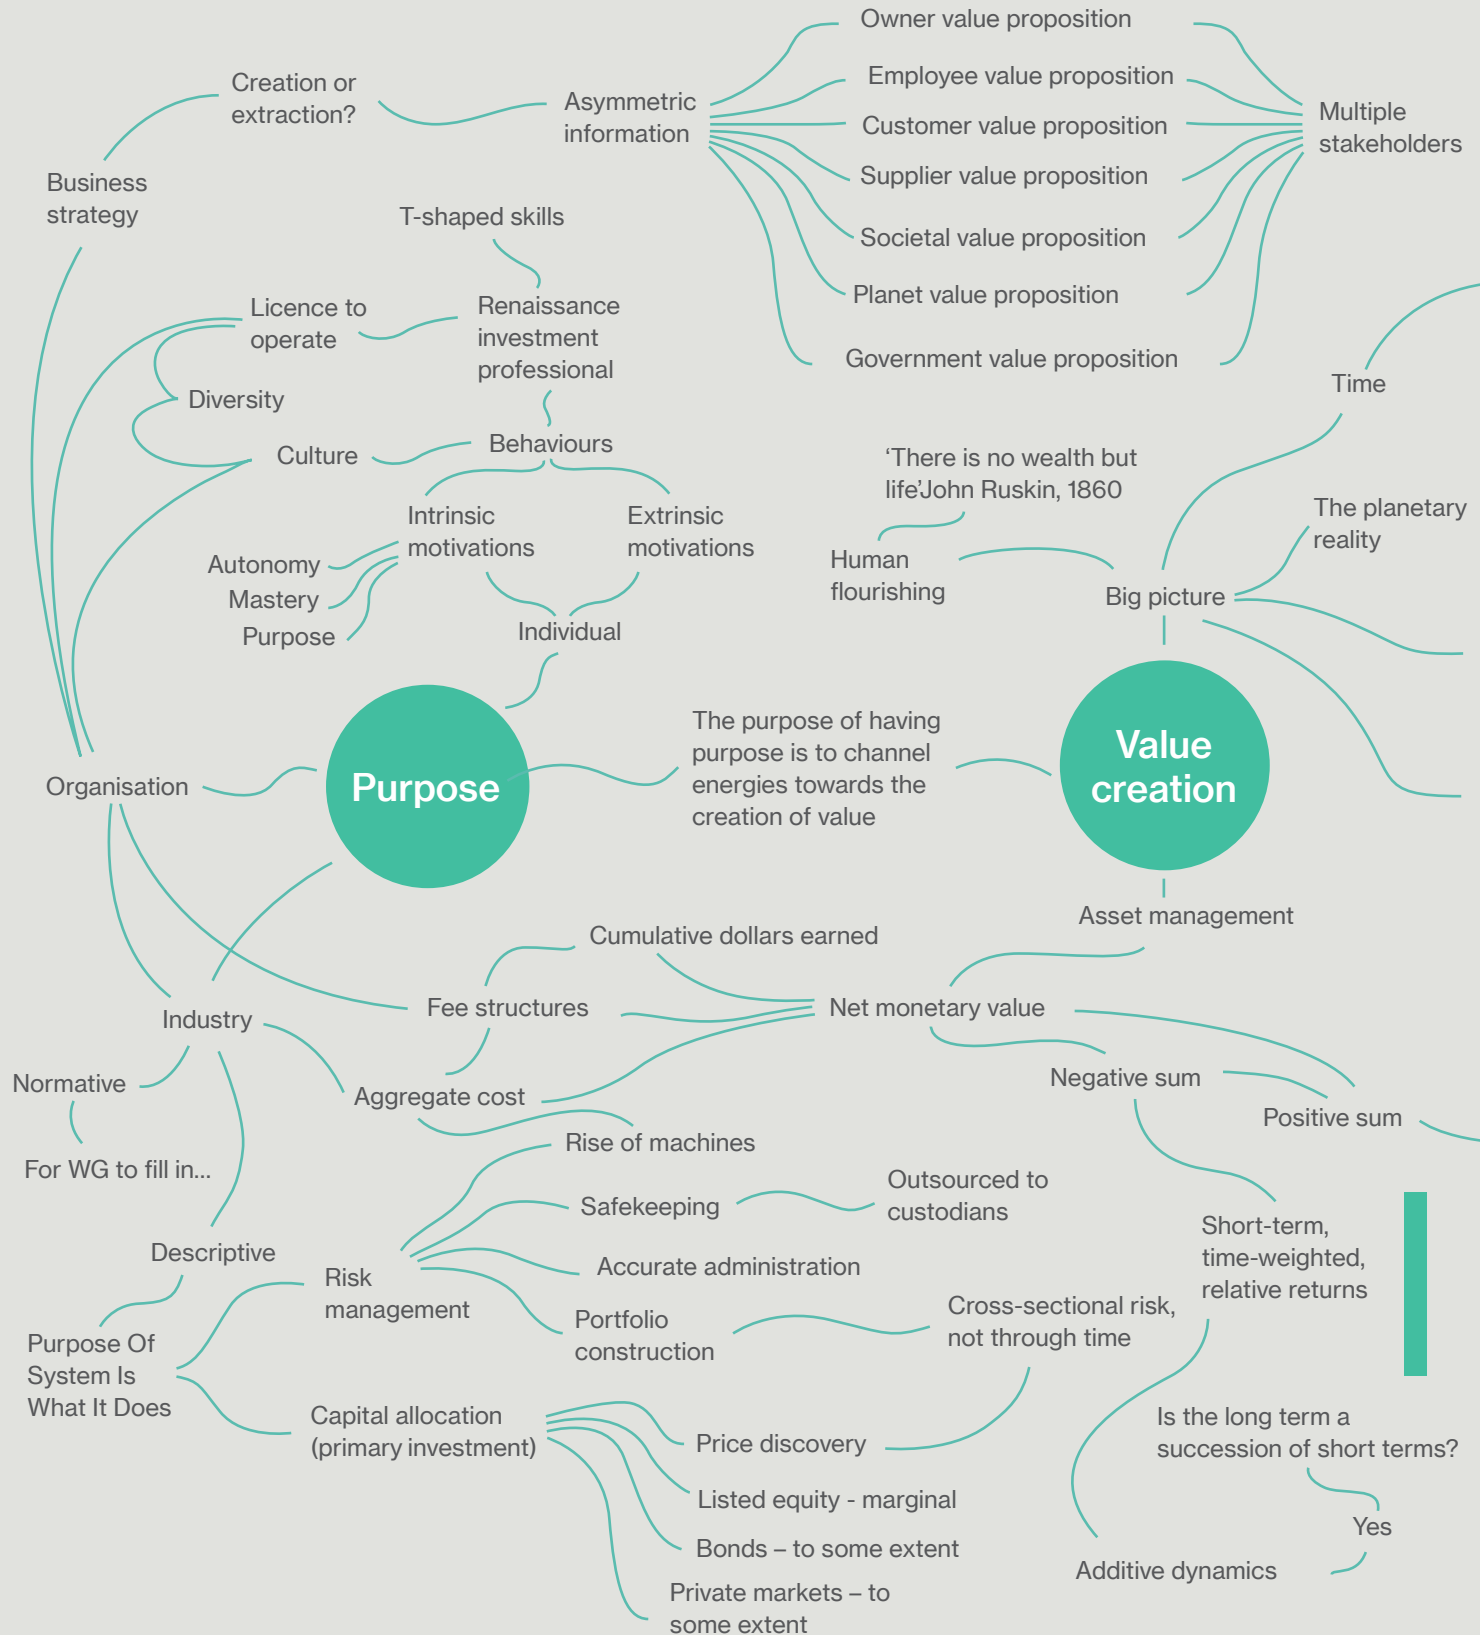 Owner value proposition
Creation or
extraction?
Employee value proposition
Asymmetric
information
Multiple
stakeholders
Customer value proposition
Business
strategy
Supplier value proposition
T-shaped skills
Societal value proposition
Licence to
operate
Renaissance
investment
professional
Planet value proposition
Government value proposition
Time
Diversity
Behaviours
Culture
‘There is no wealth but
life’John Ruskin, 1860
Intrinsic
motivations
Extrinsic
motivations
The planetary
reality
Autonomy
Mastery
Purpose
Human
flourishing
Big picture
Individual
The purpose of having
purpose is to channel
energies towards the
creation of value
Value
creation
Organisation
Purpose
Asset management
Cumulative dollars earned
Fee structures
Net monetary value
Industry
Normative
Aggregate cost
Negative sum
Positive sum
Rise of machines
For WG to fill in...
Safekeeping
Outsourced to
custodians
Short-term,
time-weighted,
relative returns
Descriptive
Risk
management
Accurate administration
Portfolio
construction
Cross-sectional risk,
not through time
Purpose Of
System Is
What It Does
Capital allocation
(primary investment)
Price discovery
Is the long term a
succession of short terms?
Listed equity - marginal
Yes
Bonds – to some extent
Additive dynamics
Private markets – to
some extent